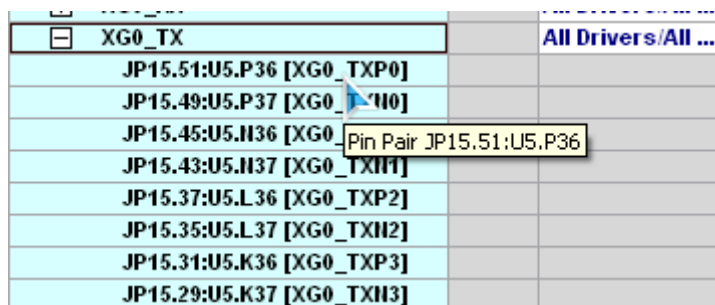 XG0_TX All Drivers/All ...
JP15.51:U5.P36 [XG0_TXP0]
JP15.49:U5.P37 [XG0_TXN0]
JP15.45:U5.N36 [XG0_
Pin Pair JP15.51:U5.P36
JP15.43:U5.N37 [XG0_TXN1]
JP15.37:U5.L36 [XG0_TXP2]
JP15.35:U5.L37 [XG0_TXN2]
JP15.31:U5.K36 [XG0_TXP3]
JP15.29:U5.K37 [XG0_TXN3]